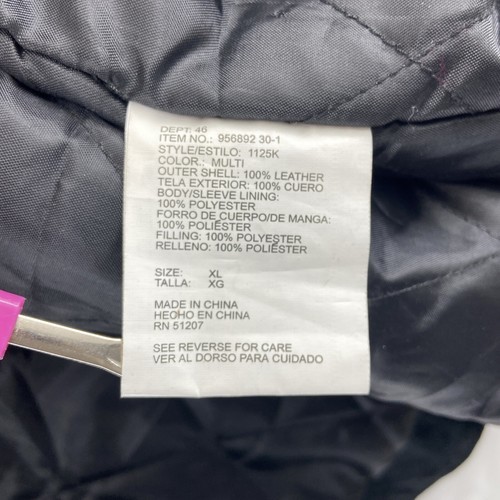 DEPT: 46
ITEM NO.: 956892 30-1
STYLE/ESTILO: 1125K
COLOR.: MULTI
OUTER SHELL: 100% LEATHER
TELA EXTERIOR: 100% CUERO
BODY/SLEEVE LINING:
100% POLYESTER
FORRO DE CUERPO/DE MANGA:
100% POLIÉSTER
FILLING: 100% POLYESTER
RELLENO: 100% POLIÉSTER
SIZE: XL
TALLA: XG
MADE IN CHINA
HECHO EN CHINA
RN 51207
SEE REVERSE FOR CARE
VER AL DORSO PARA CUIDADO